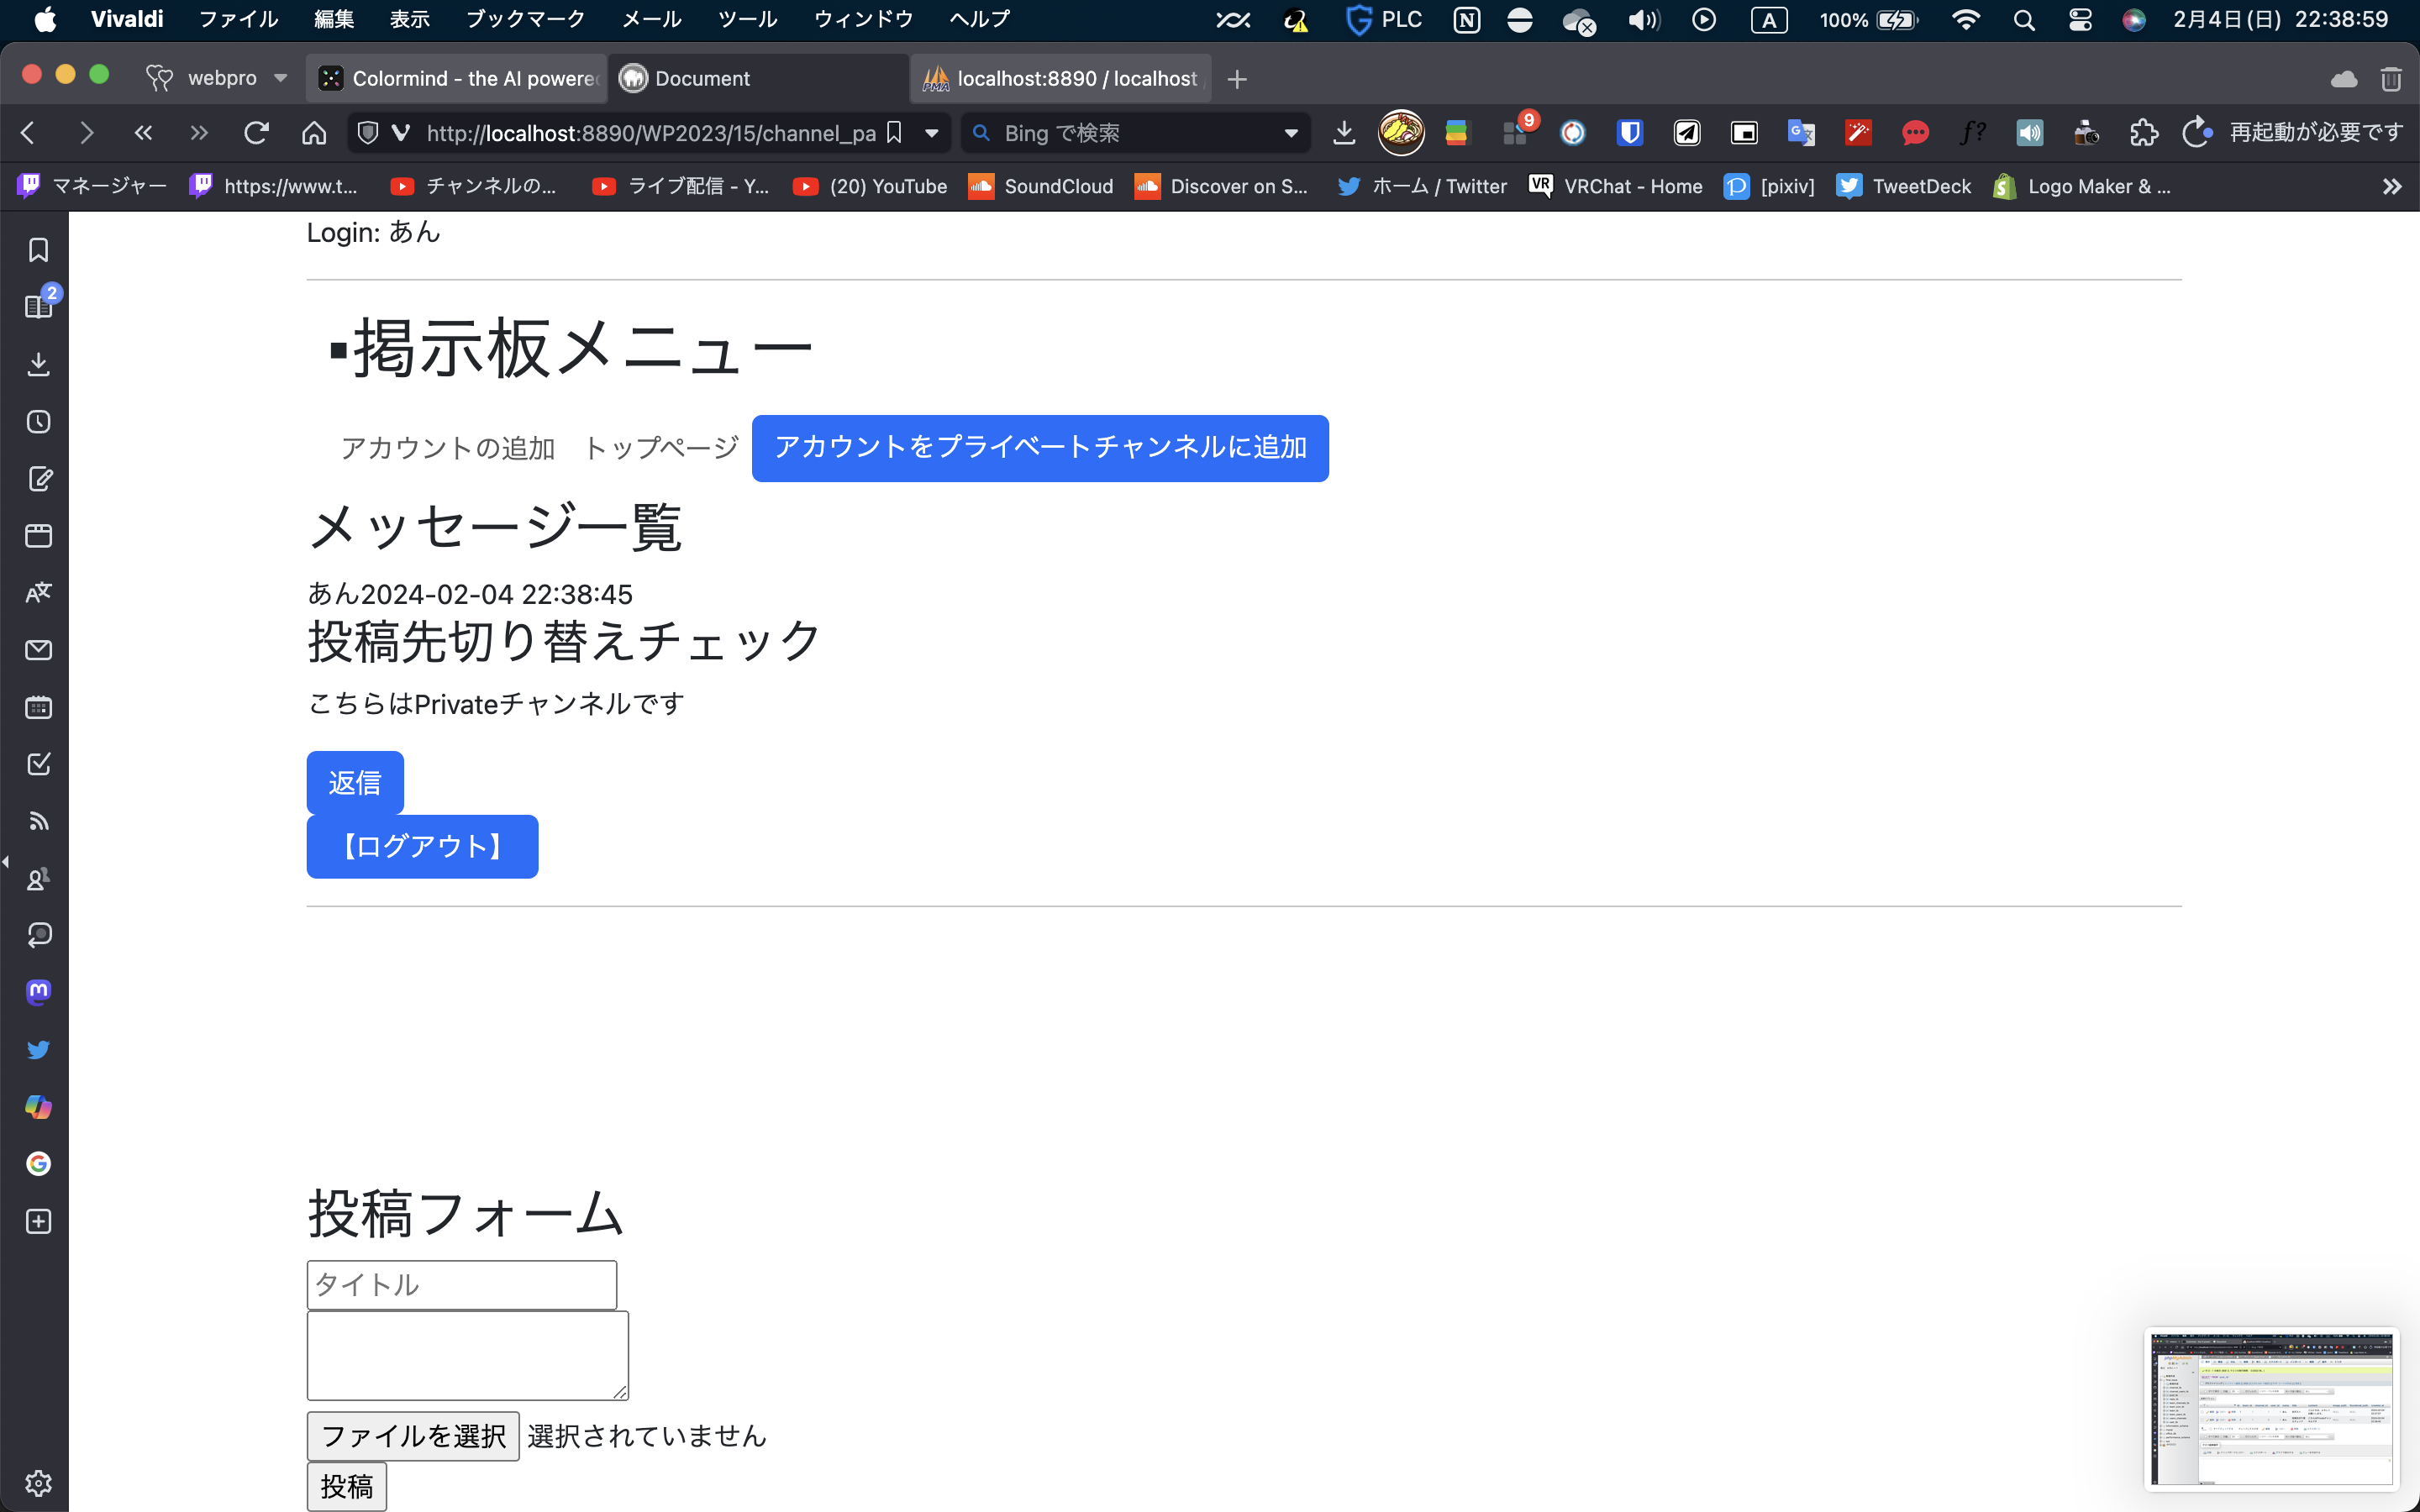 Vivaldi ファイル 編集 表示 ブックマーク メール ツール ウィンドウ ヘルプ PLC A 100% 2月4日(日) 22:38:59
webpro Colormind - the AI powere Document localhost:8890 / localhost
http://localhost:8890/WP2023/15/channel_pa Bing で検索 9 再起動が必要です
マネージャー https://www.t... チャンネルの... ライブ配信 - Y... (20) YouTube SoundCloud Discover on S... ホーム / Twitter VRChat - Home [pixiv] TweetDeck Logo Maker & ...
2
Login: あん
▪掲示板メニュー
アカウントの追加 トップページ アカウントをプライベートチャンネルに追加
メッセージ一覧
あん2024-02-04 22:38:45
投稿先切り替えチェック
こちらはPrivateチャンネルです
返信
【ログアウト】
投稿フォーム
タイトル
ファイルを選択 選択されていません
投稿